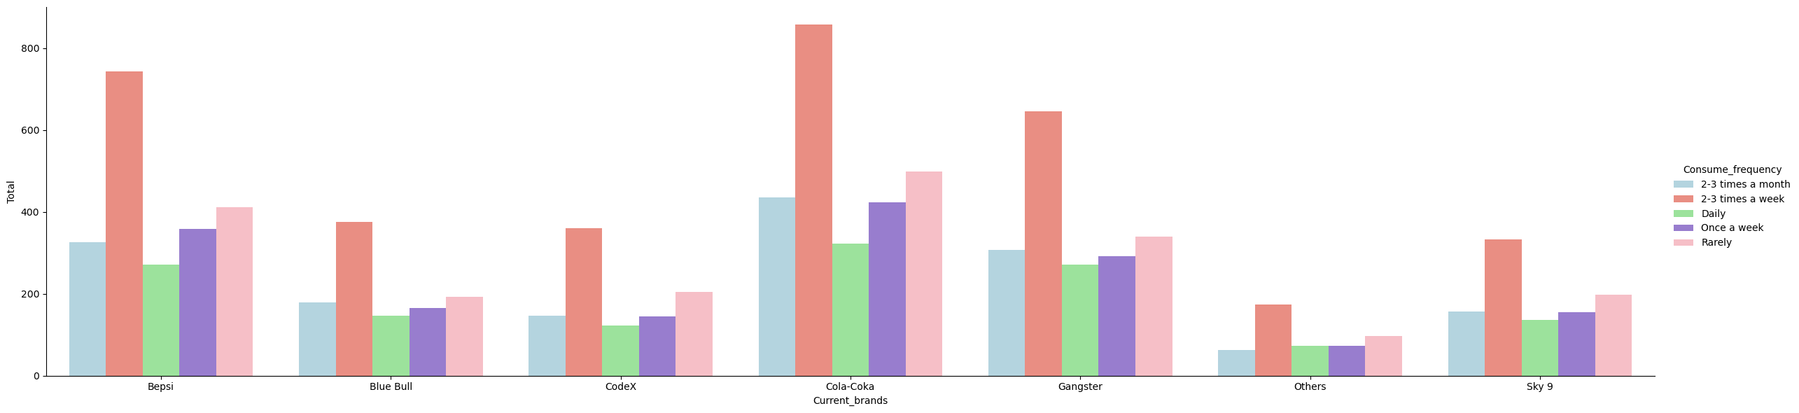 800
600
400
200
0
Total
Bepsi
Blue Bull
CodeX
Cola-Coka
Gangster
Others
Sky 9
Current_brands
Consume_frequency
2-3 times a month
2-3 times a week
Daily
Once a week
Rarely